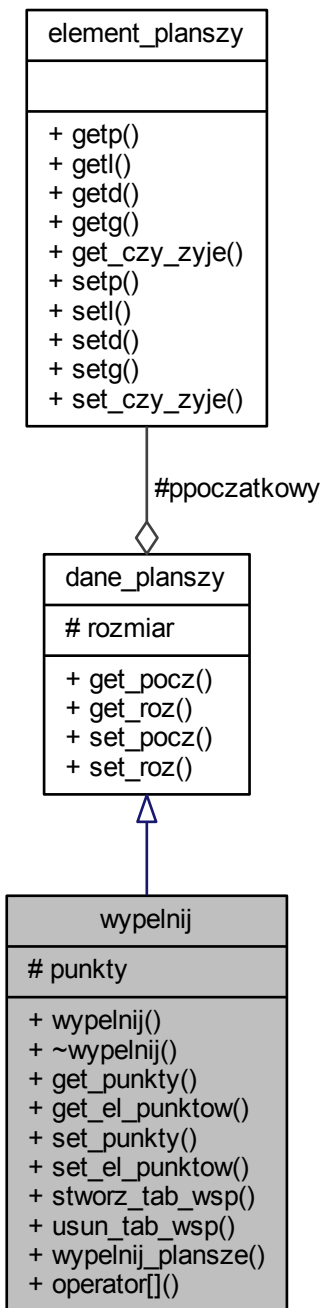 element_planszy
+ getp()
+ getl()
+ getd()
+ getg()
+ get_czy_zyje()
+ setp()
+ setl()
+ setd()
+ setg()
+ set_czy_zyje()
#ppoczatkowy
dane_planszy
# rozmiar
+ get_pocz()
+ get_roz()
+ set_pocz()
+ set_roz()
wypelnij
# punkty
+ wypelnij()
+ ~wypelnij()
+ get_punkty()
+ get_el_punktow()
+ set_punkty()
+ set_el_punktow()
+ stworz_tab_wsp()
+ usun_tab_wsp()
+ wypelnij_plansze()
+ operator[]()